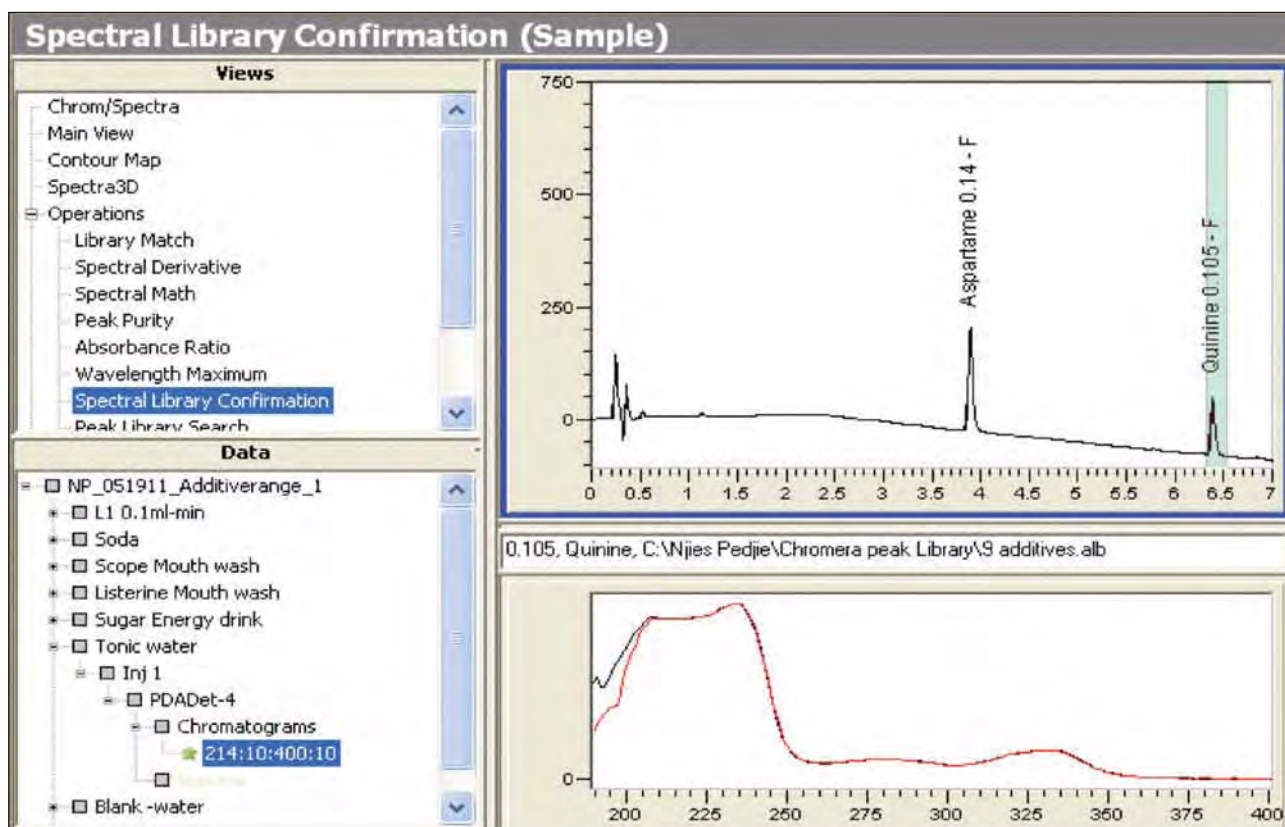 Spectral Library Confirmation (Sample)
Views
Chrom/Spectra
Main View
Contour Map
Spectra3D
Operations
Library Match
Spectral Derivative
Spectral Math
Peak Purity
Absorbance Ratio
Wavelength Maximum
Spectral Library Confirmation
Peak Library Search
Data
NP_051911_Additiverange_1
L1 0.1ml-min
Soda
Scope Mouth wash
Listerine Mouth wash
Sugar Energy drink
Tonic water
Inj 1
PDADet-4
Chromatograms
214:10:400:10
Blank -water
750
500
250
0
Aspartame 0.14 - F
Quinine 0.105 - F
0 0.5 1 1.5 2 2.5 3 3.5 4 4.5 5 5.5 6 6.5 7
0.105, Quinine, C:\Njies Pedjie\Chromera peak Library\9 additives.alb
0
200 225 250 275 300 325 350 375 400